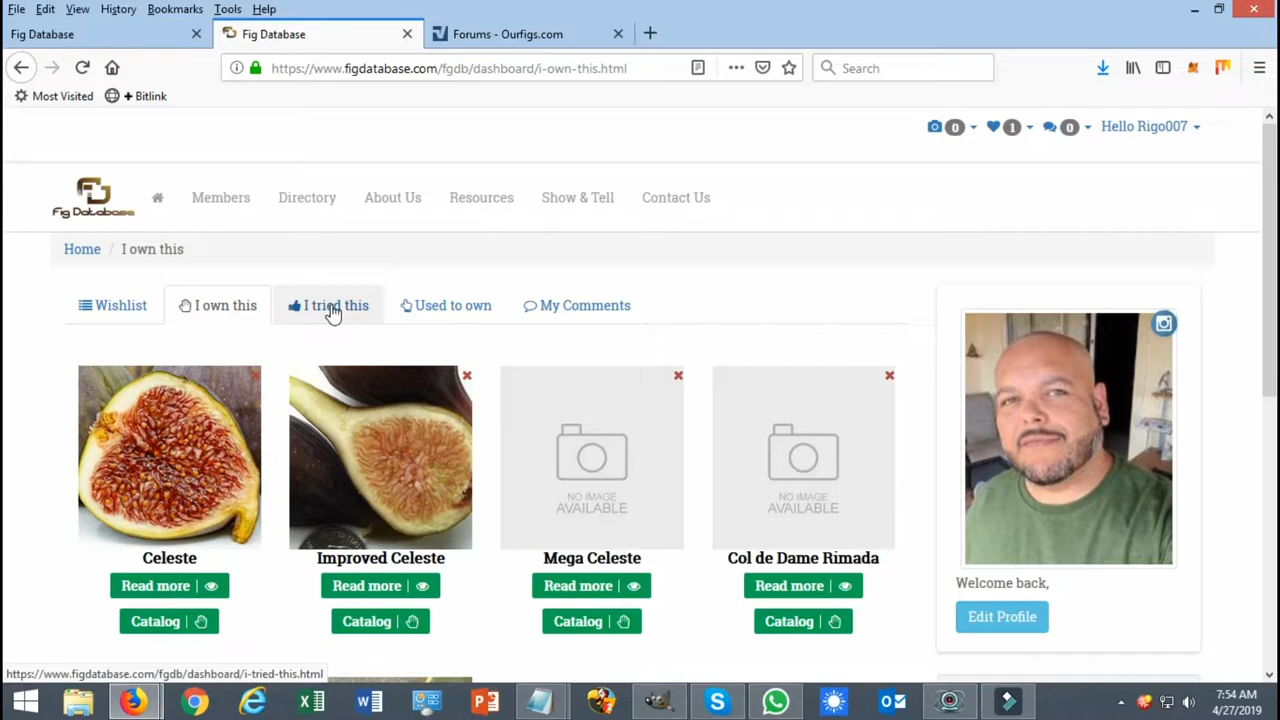 File Edit View History Bookmarks Tools Help
Fig Database × Fig Database × Forums - Ourfigs.com ×
https://www.figdatabase.com/fgdb/dashboard/i-own-this.html Search
Most Visited Bitlink
0 1 0 Hello Rigo007
Fig Database Members Directory About Us Resources Show & Tell Contact Us
Home / I own this
Wishlist I own this I tried this Used to own My Comments
NO IMAGE AVAILABLE NO IMAGE AVAILABLE
Celeste Improved Celeste Mega Celeste Col de Dame Rimada
Read more | Read more | Read more | Read more |
Catalog | Catalog | Catalog | Catalog |
Welcome back,
Edit Profile
https://www.figdatabase.com/fgdb/dashboard/i-tried-this.html
7:54 AM
4/27/2019